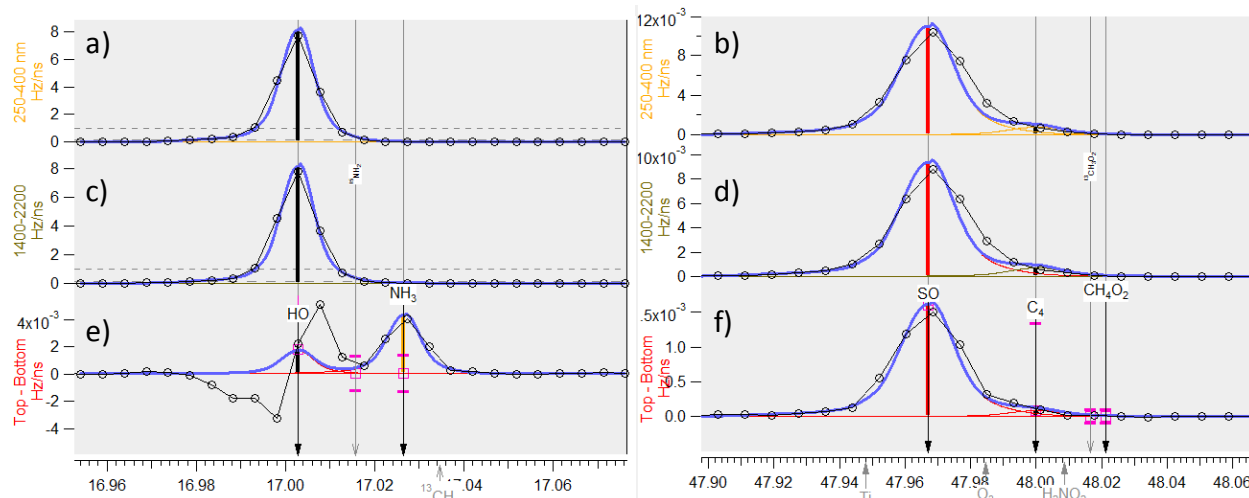 a)
8
6
4
2
0
250-400 nm
Hz/ns
c)
8
6
4
2
0
1400-2200
Hz/ns
¹⁵NH₂
e)
HO
NH₃
4x10⁻³
2
0
-2
-4
Top - Bottom
Hz/ns
16.96 16.98 17.00 17.02 17.04 17.06
¹³CH
b)
12x10⁻³
8
4
0
250-400 nm
Hz/ns
d)
10x10⁻³
8
6
4
2
0
1400-2200
Hz/ns
f)
SO
C₄
CH₄O₂
.5x10⁻³
1.0
0.5
0.0
Top - Bottom
Hz/ns
47.90 47.92 47.94 47.96 47.98 48.00 48.02 48.04 48.06
Ti O₃ H₂NO₂